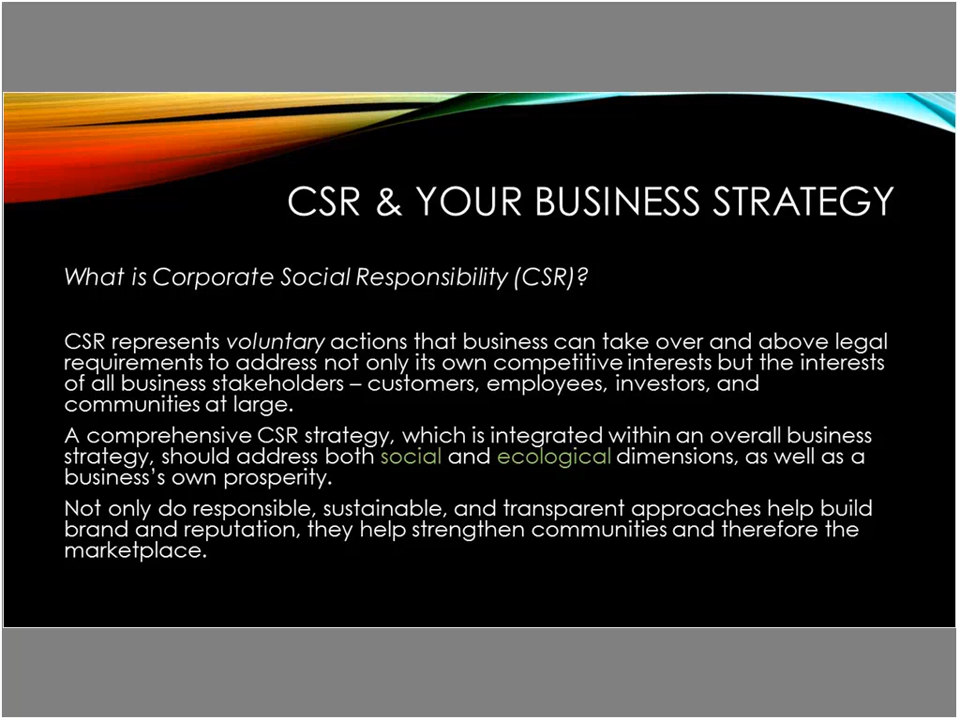 CSR & YOUR BUSINESS STRATEGY
What is Corporate Social Responsibility (CSR)?
CSR represents voluntary actions that business can take over and above legal
requirements to address not only its own competitive interests but the interests
of all business stakeholders – customers, employees, investors, and
communities at large.
A comprehensive CSR strategy, which is integrated within an overall business
strategy, should address both social and ecological dimensions, as well as a
business’s own prosperity.
Not only do responsible, sustainable, and transparent approaches help build
brand and reputation, they help strengthen communities and therefore the
marketplace.